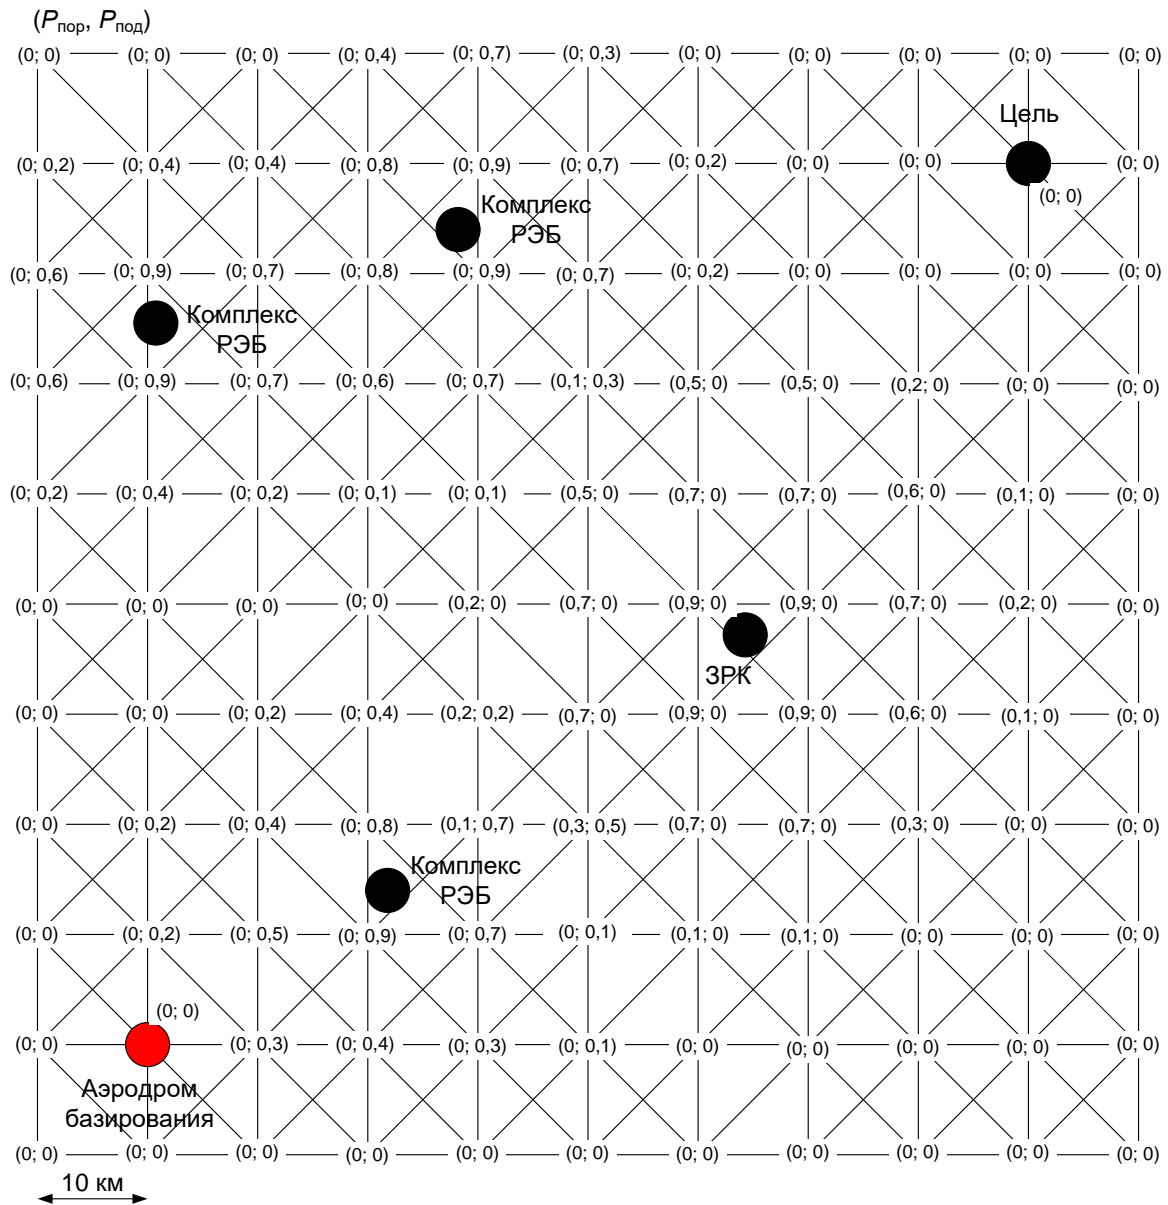 (Pпор, Pпод)
(0; 0) (0; 0) (0; 0) (0; 0,4) (0; 0,7) (0; 0,3) (0; 0) (0; 0) (0; 0) (0; 0) (0; 0)
Цель
(0; 0,2) (0; 0,4) (0; 0,4) (0; 0,8) (0; 0,9) (0; 0,7) (0; 0,2) (0; 0) (0; 0) (0; 0)
(0; 0)
Комплекс
РЭБ
(0; 0,6) (0; 0,9) (0; 0,7) (0; 0,8) (0; 0,9) (0; 0,7) (0; 0,2) (0; 0) (0; 0) (0; 0) (0; 0)
Комплекс
РЭБ
(0; 0,6) (0; 0,9) (0; 0,7) (0; 0,6) (0; 0,7) (0,1; 0,3) (0,5; 0) (0,5; 0) (0,2; 0) (0; 0) (0; 0)
(0; 0,2) (0; 0,4) (0; 0,2) (0; 0,1) (0; 0,1) (0,5; 0) (0,7; 0) (0,7; 0) (0,6; 0) (0,1; 0) (0; 0)
(0; 0) (0; 0) (0; 0) (0; 0) (0,2; 0) (0,7; 0) (0,9; 0) (0,9; 0) (0,7; 0) (0,2; 0) (0; 0)
ЗРК
(0; 0) (0; 0) (0; 0,2) (0; 0,4) (0,2; 0,2) (0,7; 0) (0,9; 0) (0,9; 0) (0,6; 0) (0,1; 0) (0; 0)
(0; 0) (0; 0,2) (0; 0,4) (0; 0,8) (0,1; 0,7) (0,3; 0,5) (0,7; 0) (0,7; 0) (0,3; 0) (0; 0) (0; 0)
Комплекс
РЭБ
(0; 0) (0; 0,2) (0; 0,5) (0; 0,9) (0; 0,7) (0; 0,1) (0,1; 0) (0,1; 0) (0; 0) (0; 0) (0; 0)
(0; 0)
(0; 0) (0; 0,3) (0; 0,4) (0; 0,3) (0; 0,1) (0; 0) (0; 0) (0; 0) (0; 0) (0; 0)
Аэродром
базирования
(0; 0) (0; 0) (0; 0) (0; 0) (0; 0) (0; 0) (0; 0) (0; 0) (0; 0) (0; 0) (0; 0)
10 км